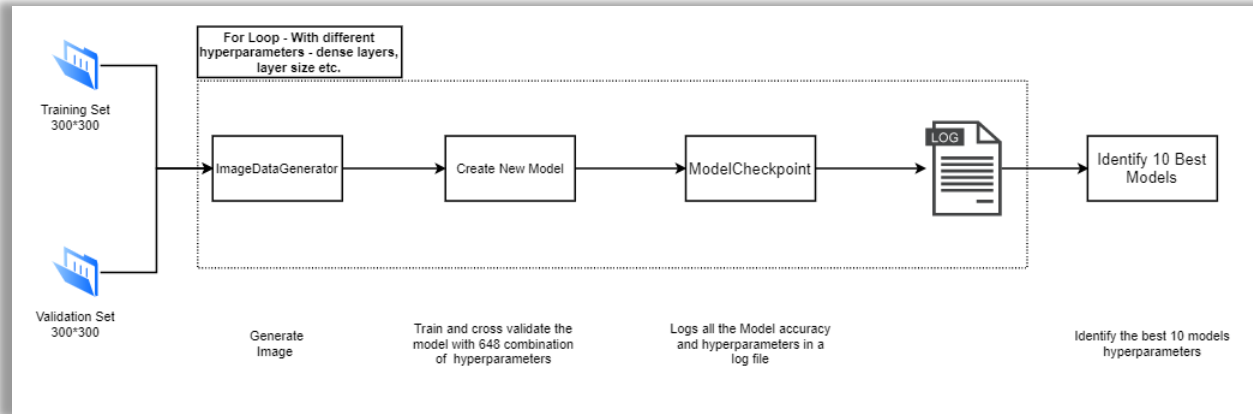 For Loop - With different
hyperparameters - dense layers,
layer size etc.
Training Set
300*300
ImageDataGenerator
Create New Model
ModelCheckpoint
LOG
Identify 10 Best
Models
Validation Set
300*300
Generate
Image
Train and cross validate the
model with 648 combination
of hyperparameters
Logs all the Model accuracy
and hyperparameters in a
log file
Identify the best 10 models
hyperparameters